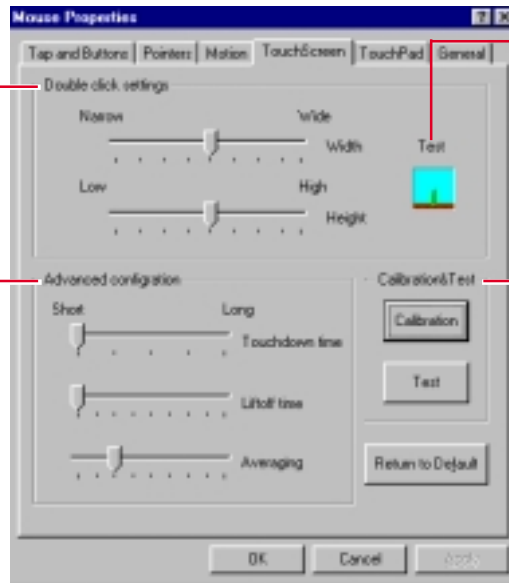 Mouse Properties
Tap and Buttons Pointers Motion TouchScreen TouchPad General
Double click settings
Narrow Wide
Width Test
Low High
Height
Advanced configration Calibration&Test
Short Long
Calibration
Touchdown time
Test
Liftoff time
Averaging Return to Default
OK Cancel Apply